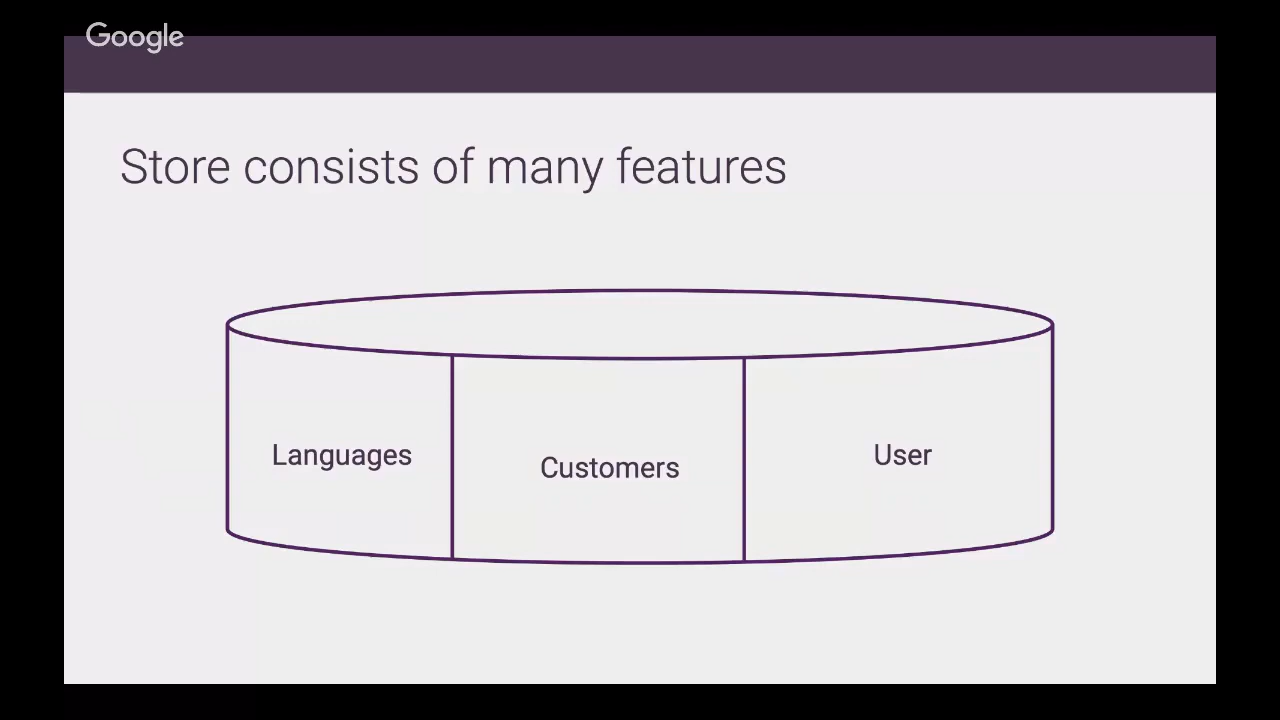 Google
Store consists of many features
Languages
Customers
User